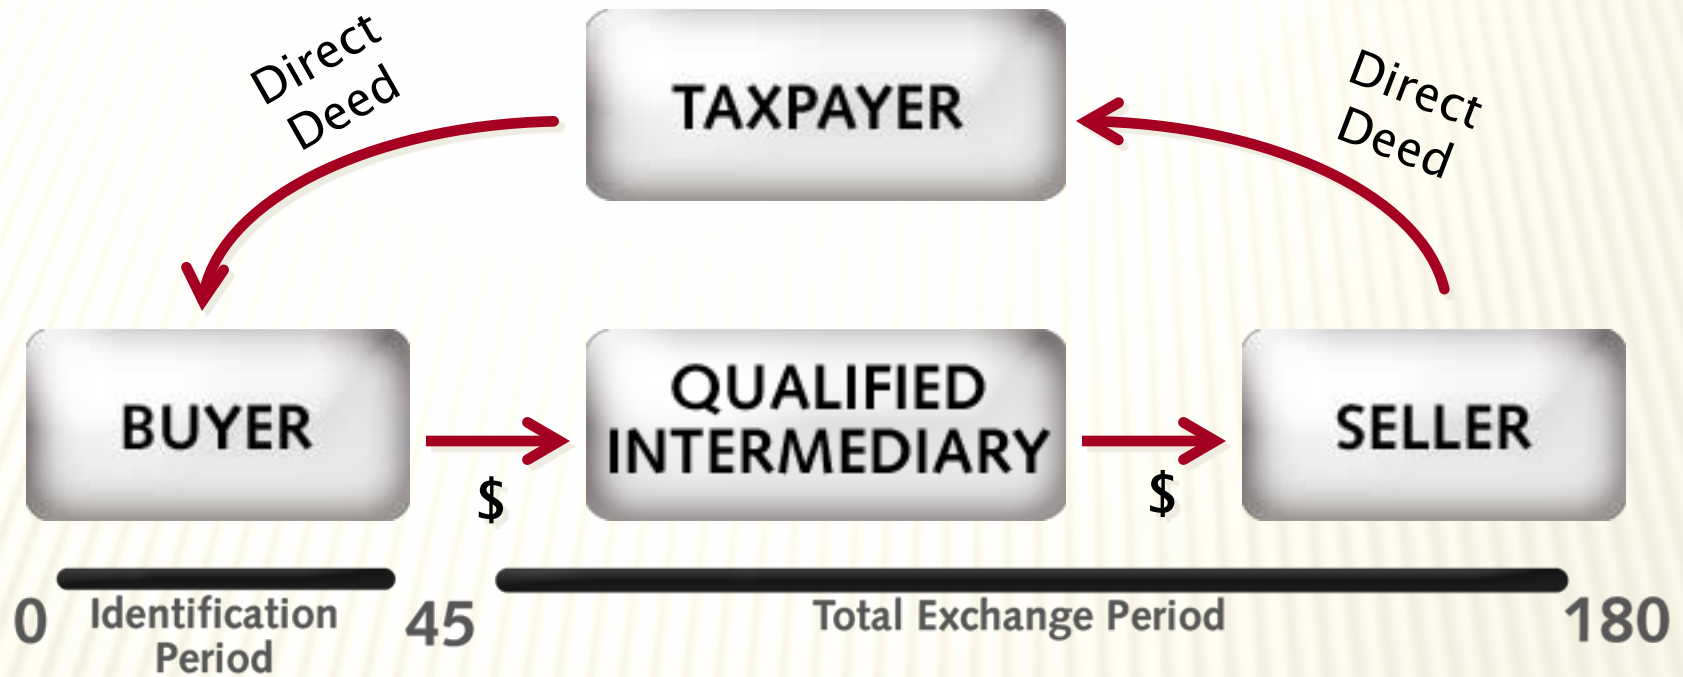 Direct
Deed
TAXPAYER
Direct
Deed
BUYER
$
QUALIFIED
INTERMEDIARY
$
SELLER
0
Identification
Period
45
Total Exchange Period
180